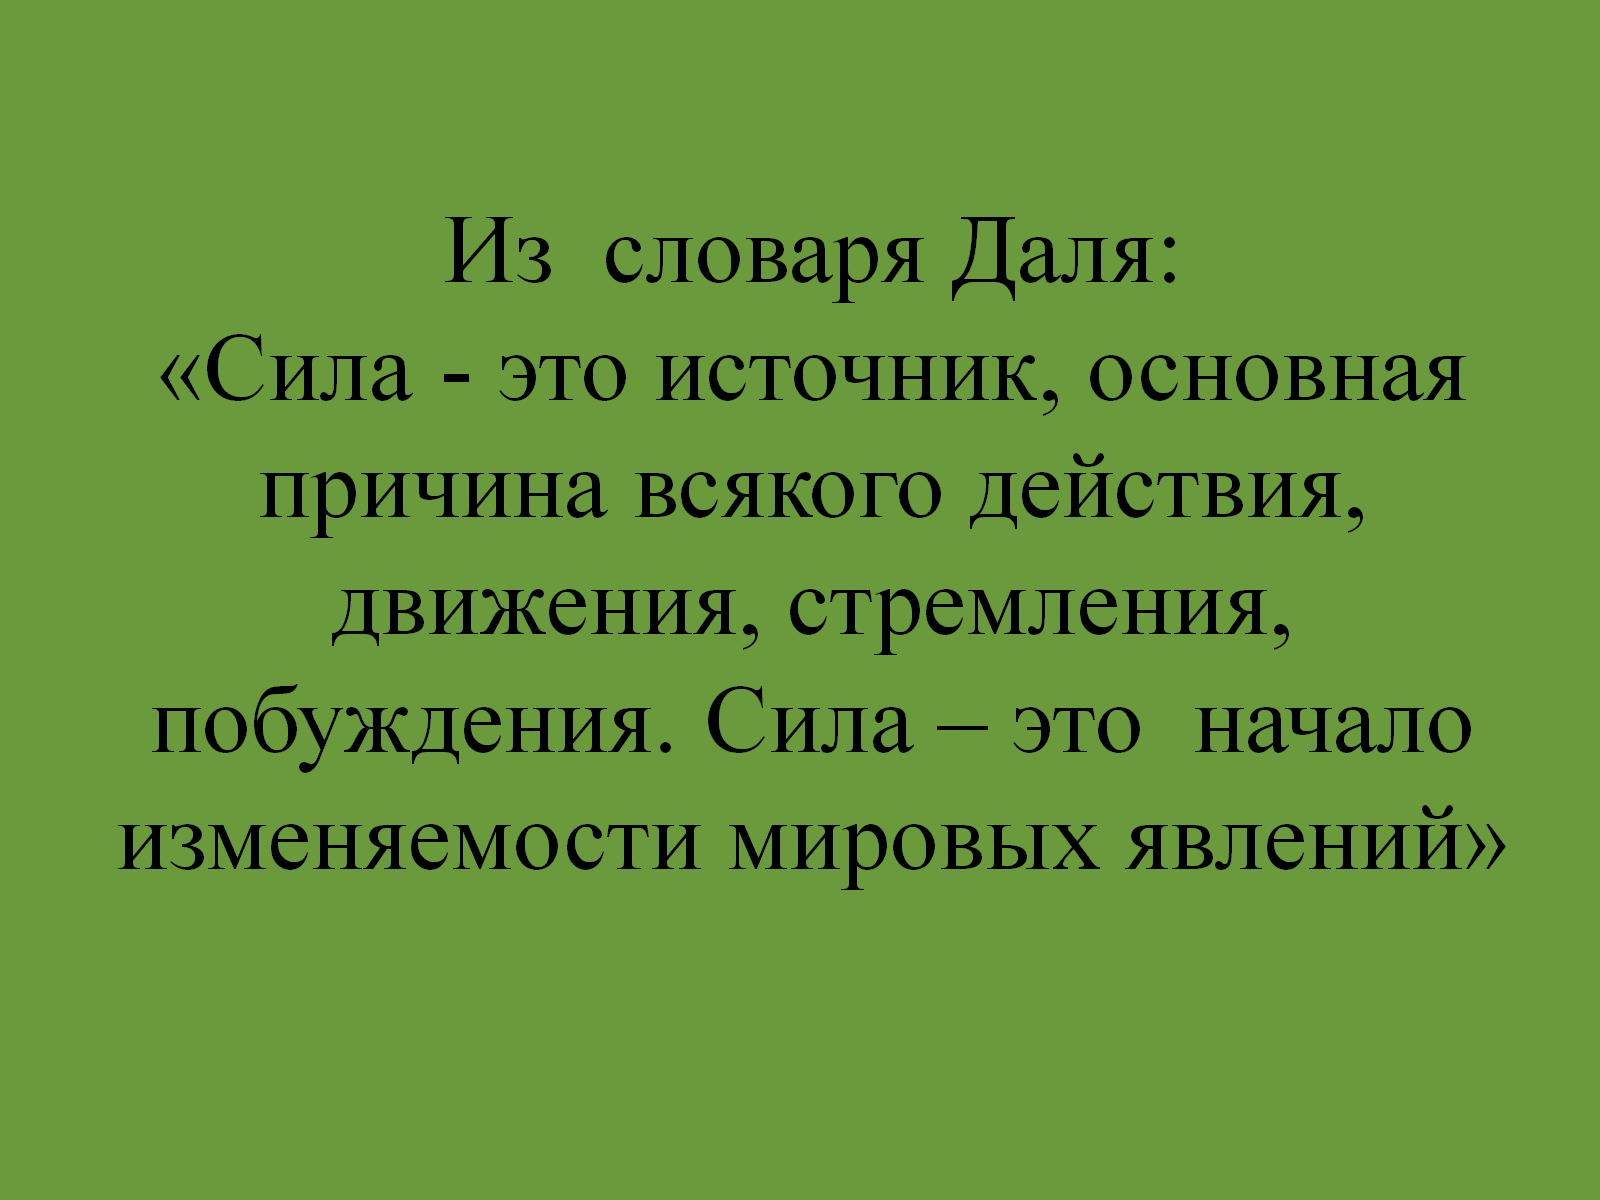 Из  словаря Даля:
«Сила - это источник, основная
причина всякого действия,
движения, стремления,
побуждения. Сила – это  начало
изменяемости мировых явлений»